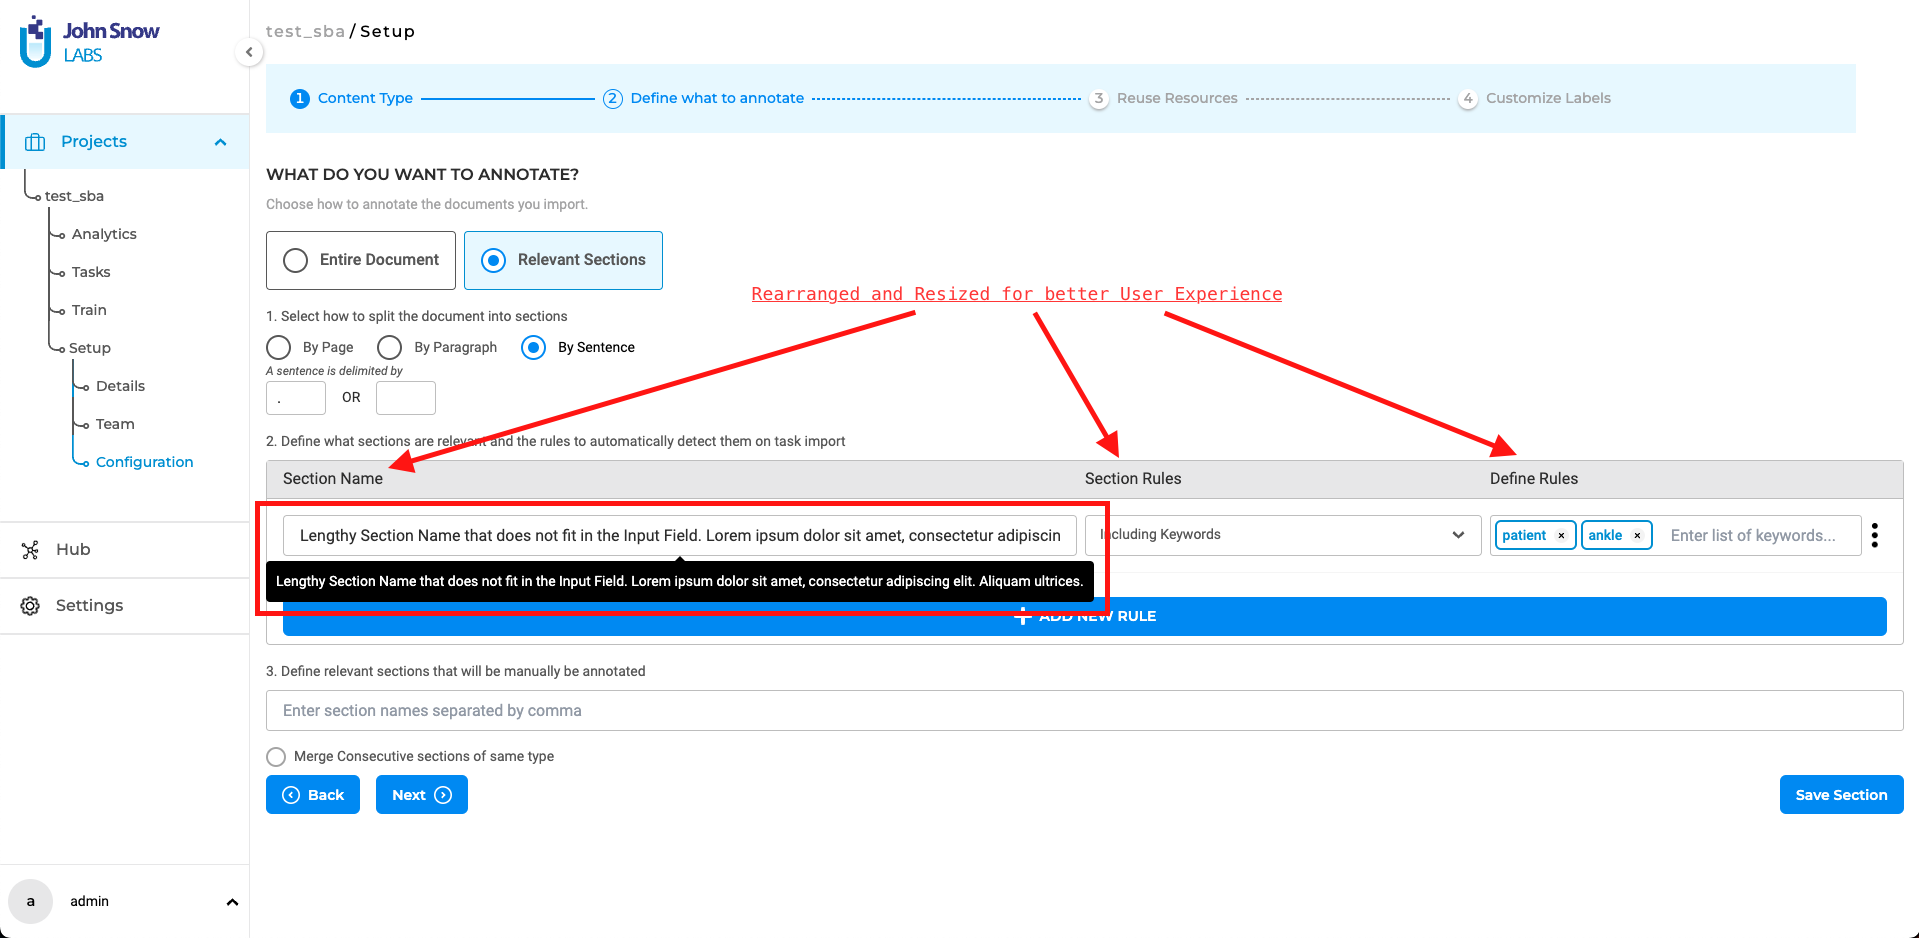 John Snow
LABS
test_sba / Setup
1 Content Type 2 Define what to annotate 3 Reuse Resources 4 Customize Labels
Projects
test_sba
Analytics
Tasks
Train
Setup
Details
Team
Configuration
Hub
Settings
a admin
WHAT DO YOU WANT TO ANNOTATE?
Choose how to annotate the documents you import.
Entire Document Relevant Sections
Rearranged and Resized for better User Experience
1. Select how to split the document into sections
By Page By Paragraph By Sentence
A sentence is delimited by
. OR
2. Define what sections are relevant and the rules to automatically detect them on task import
Section Name Section Rules Define Rules
Lengthy Section Name that does not fit in the Input Field. Lorem ipsum dolor sit amet, consectetur adipiscin Including Keywords patient × ankle × Enter list of keywords...
Lengthy Section Name that does not fit in the Input Field. Lorem ipsum dolor sit amet, consectetur adipiscing elit. Aliquam ultrices.
ADD NEW RULE
3. Define relevant sections that will be manually be annotated
Enter section names separated by comma
Merge Consecutive sections of same type
Back Next Save Section